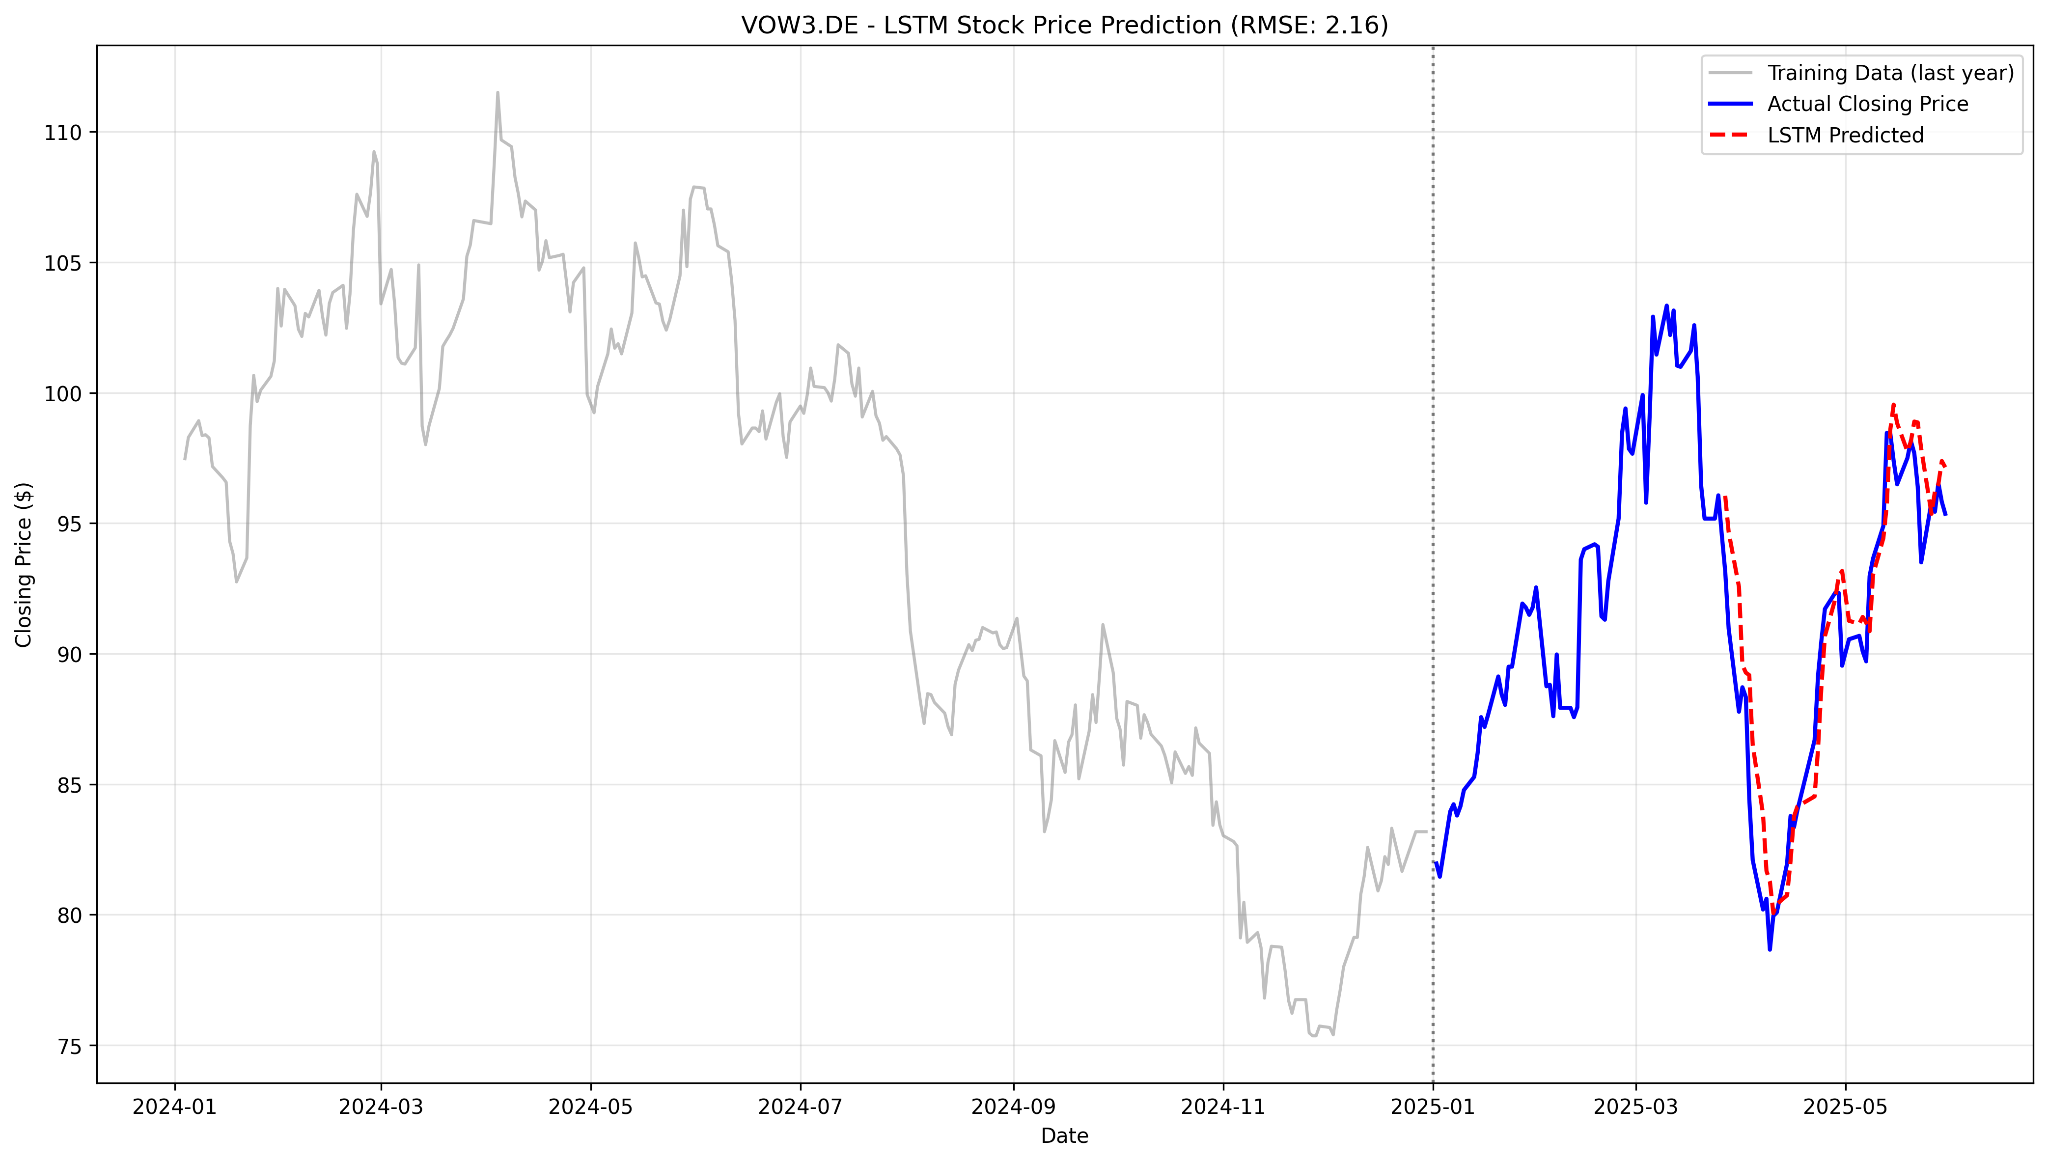 VOW3.DE - LSTM Stock Price Prediction (RMSE: 2.16)
Training Data (last year)
Actual Closing Price
LSTM Predicted
Closing Price ($)
110
105
100
95
90
85
80
75
2024-01
2024-03
2024-05
2024-07
2024-09
2024-11
2025-01
2025-03
2025-05
Date